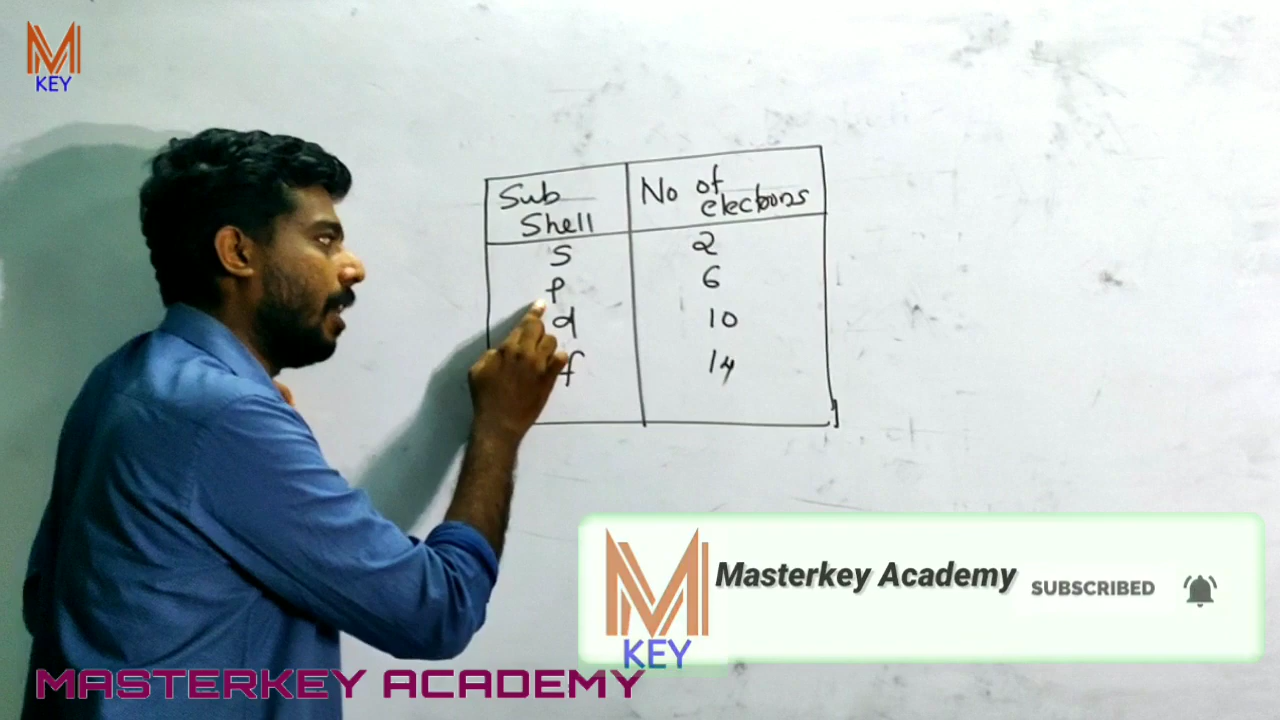 M
KEY
Sub Shell
No of electrons
S 2
p 6
d 10
f 14
M
KEY
Masterkey Academy SUBSCRIBED
MASTERKEY ACADEMY